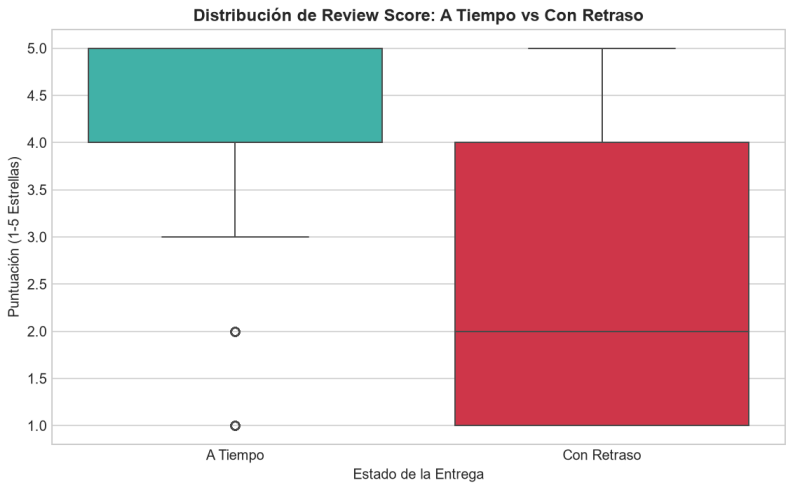 Distribución de Review Score: A Tiempo vs Con Retraso
5.0
4.5
4.0
3.5
3.0
2.5
2.0
1.5
1.0
Puntuación (1-5 Estrellas)
A Tiempo
Con Retraso
Estado de la Entrega